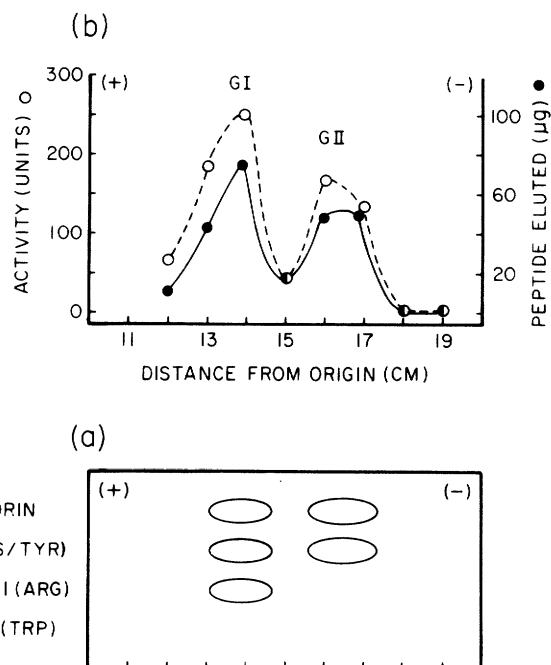 (b)
300
200
100
0
ACTIVITY (UNITS) O
(+)
GI
GII
(-)
100
60
20
PEPTIDE ELUTED (µg) ●
11 13 15 17 19
DISTANCE FROM ORIGIN (CM)
(a)
(+)
(-)
ORIN
S/TYR)
I (ARG)
(TRP)